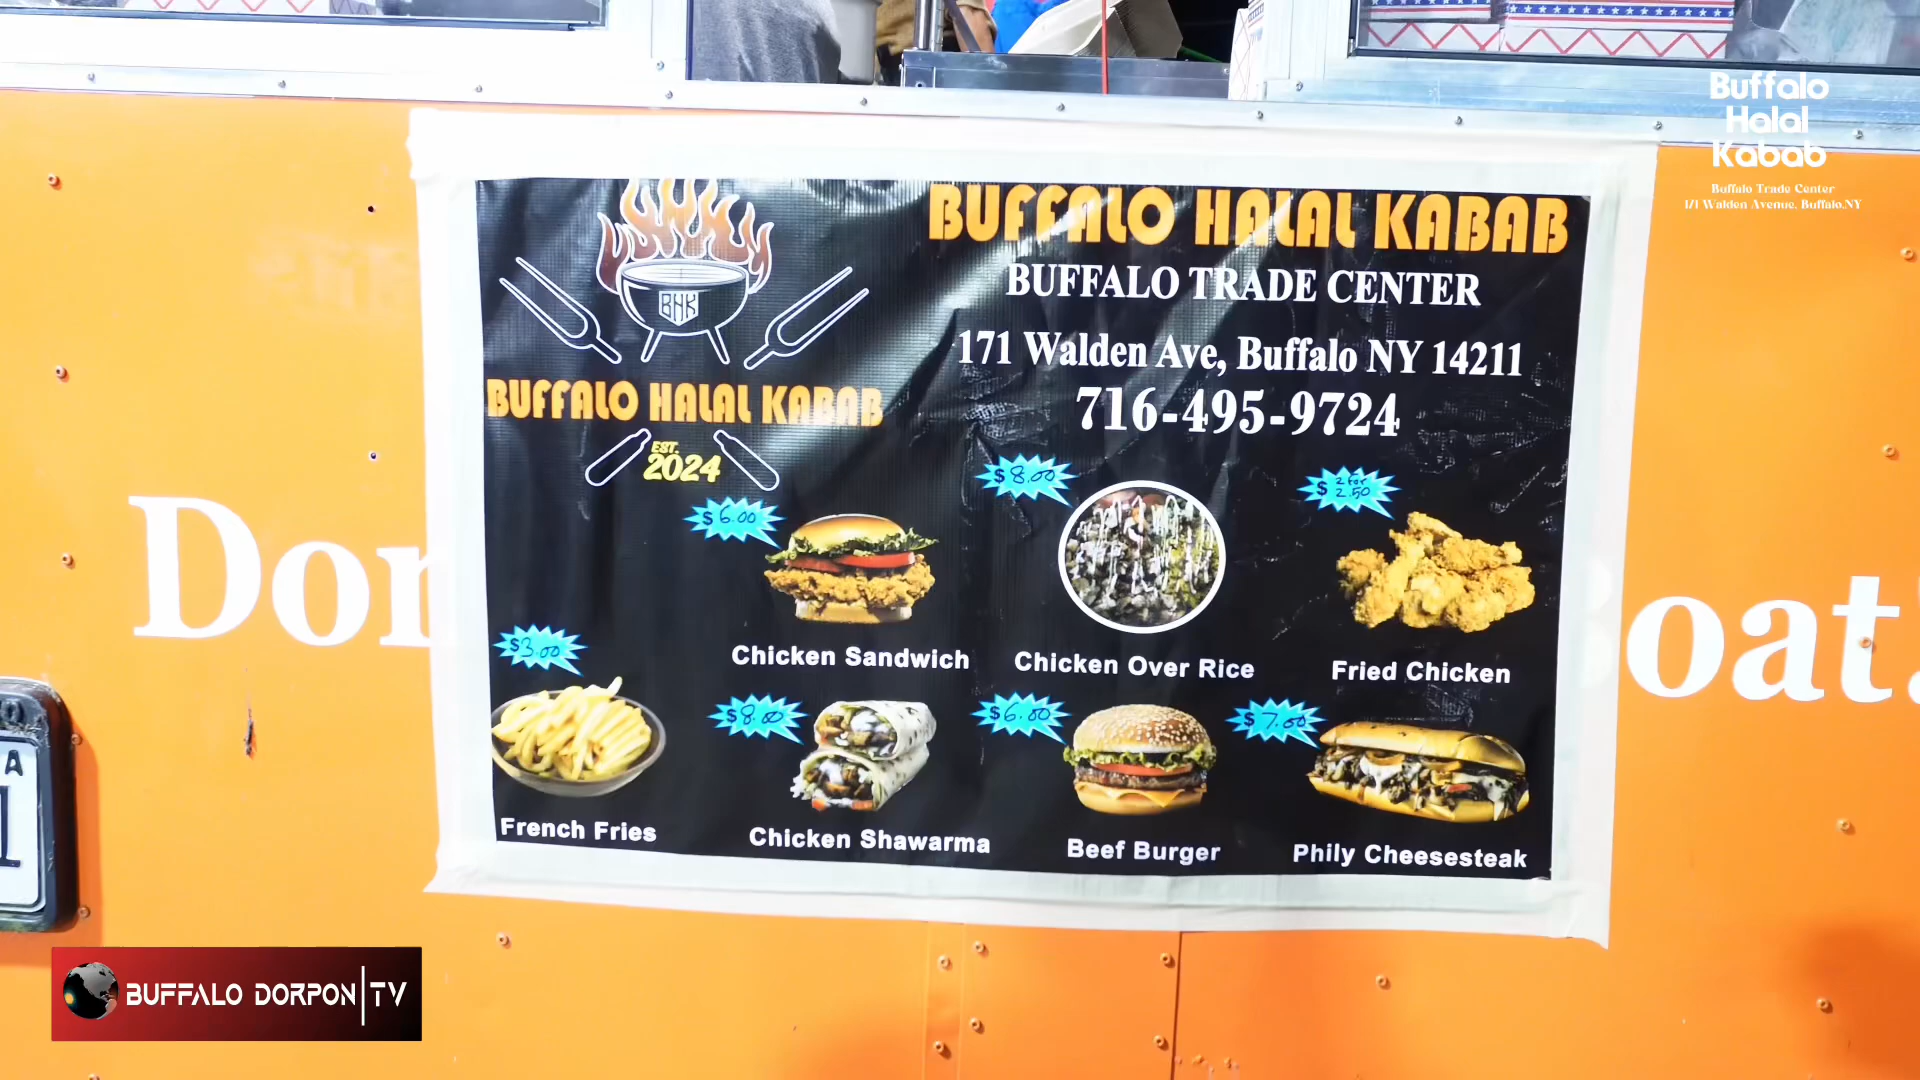 Buffalo
Halal
Kabab
Buffalo Trade Center
171 Walden Avenue, Buffalo,NY
BUFFALO HALAL KABAB
BUFFALO TRADE CENTER
171 Walden Ave, Buffalo NY 14211
716-495-9724
BHK
BUFFALO HALAL KABAB
EST.
2024
$6.00
Chicken Sandwich
$8.00
Chicken Over Rice
$ 2 for 2.50
Fried Chicken
$3.00
French Fries
$8.00
Chicken Shawarma
$6.00
Beef Burger
$7.00
Phily Cheesesteak
BUFFALO DORPON TV